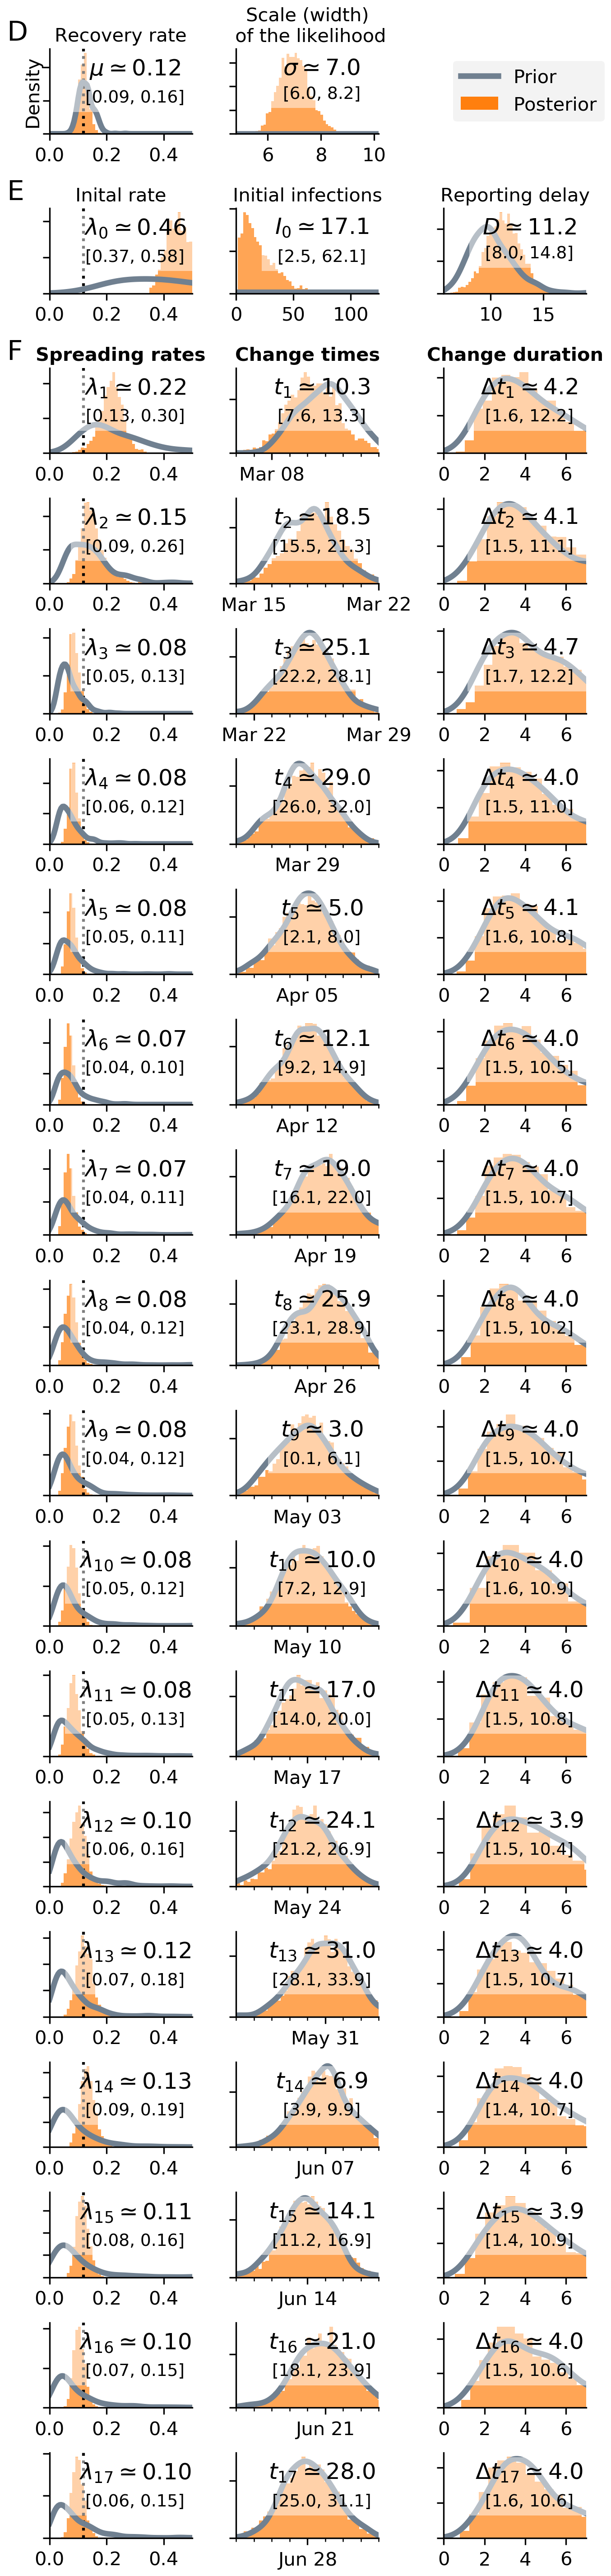 D
Recovery rate
Scale (width)
of the likelihood
Density
μ ≃ 0.12
[0.09, 0.16]
σ ≃ 7.0
[6.0, 8.2]
Prior
Posterior
0.0 0.2 0.4
6 8 10
E
Inital rate
Initial infections
Reporting delay
λ0 ≃ 0.46
[0.37, 0.58]
I0 ≃ 17.1
[2.5, 62.1]
D ≃ 11.2
[8.0, 14.8]
0.0 0.2 0.4
0 50 100
10 15
F
Spreading rates
Change times
Change duration
λ1 ≃ 0.22
[0.13, 0.30]
t1 ≃ 10.3
[7.6, 13.3]
Δt1 ≃ 4.2
[1.6, 12.2]
0.0 0.2 0.4
Mar 08
0 2 4 6
λ2 ≃ 0.15
[0.09, 0.26]
t2 ≃ 18.5
[15.5, 21.3]
Δt2 ≃ 4.1
[1.5, 11.1]
0.0 0.2 0.4
Mar 15 Mar 22
0 2 4 6
λ3 ≃ 0.08
[0.05, 0.13]
t3 ≃ 25.1
[22.2, 28.1]
Δt3 ≃ 4.7
[1.7, 12.2]
0.0 0.2 0.4
Mar 22 Mar 29
0 2 4 6
λ4 ≃ 0.08
[0.06, 0.12]
t4 ≃ 29.0
[26.0, 32.0]
Δt4 ≃ 4.0
[1.5, 11.0]
0.0 0.2 0.4
Mar 29
0 2 4 6
λ5 ≃ 0.08
[0.05, 0.11]
t5 ≃ 5.0
[2.1, 8.0]
Δt5 ≃ 4.1
[1.6, 10.8]
0.0 0.2 0.4
Apr 05
0 2 4 6
λ6 ≃ 0.07
[0.04, 0.10]
t6 ≃ 12.1
[9.2, 14.9]
Δt6 ≃ 4.0
[1.5, 10.5]
0.0 0.2 0.4
Apr 12
0 2 4 6
λ7 ≃ 0.07
[0.04, 0.11]
t7 ≃ 19.0
[16.1, 22.0]
Δt7 ≃ 4.0
[1.5, 10.7]
0.0 0.2 0.4
Apr 19
0 2 4 6
λ8 ≃ 0.08
[0.04, 0.12]
t8 ≃ 25.9
[23.1, 28.9]
Δt8 ≃ 4.0
[1.5, 10.2]
0.0 0.2 0.4
Apr 26
0 2 4 6
λ9 ≃ 0.08
[0.04, 0.12]
t9 ≃ 3.0
[0.1, 6.1]
Δt9 ≃ 4.0
[1.5, 10.7]
0.0 0.2 0.4
May 03
0 2 4 6
λ10 ≃ 0.08
[0.05, 0.12]
t10 ≃ 10.0
[7.2, 12.9]
Δt10 ≃ 4.0
[1.6, 10.9]
0.0 0.2 0.4
May 10
0 2 4 6
λ11 ≃ 0.08
[0.05, 0.13]
t11 ≃ 17.0
[14.0, 20.0]
Δt11 ≃ 4.0
[1.5, 10.8]
0.0 0.2 0.4
May 17
0 2 4 6
λ12 ≃ 0.10
[0.06, 0.16]
t12 ≃ 24.1
[21.2, 26.9]
Δt12 ≃ 3.9
[1.5, 10.4]
0.0 0.2 0.4
May 24
0 2 4 6
λ13 ≃ 0.12
[0.07, 0.18]
t13 ≃ 31.0
[28.1, 33.9]
Δt13 ≃ 4.0
[1.5, 10.7]
0.0 0.2 0.4
May 31
0 2 4 6
λ14 ≃ 0.13
[0.09, 0.19]
t14 ≃ 6.9
[3.9, 9.9]
Δt14 ≃ 4.0
[1.4, 10.7]
0.0 0.2 0.4
Jun 07
0 2 4 6
λ15 ≃ 0.11
[0.08, 0.16]
t15 ≃ 14.1
[11.2, 16.9]
Δt15 ≃ 3.9
[1.4, 10.9]
0.0 0.2 0.4
Jun 14
0 2 4 6
λ16 ≃ 0.10
[0.07, 0.15]
t16 ≃ 21.0
[18.1, 23.9]
Δt16 ≃ 4.0
[1.5, 10.6]
0.0 0.2 0.4
Jun 21
0 2 4 6
λ17 ≃ 0.10
[0.06, 0.15]
t17 ≃ 28.0
[25.0, 31.1]
Δt17 ≃ 4.0
[1.6, 10.6]
0.0 0.2 0.4
Jun 28
0 2 4 6